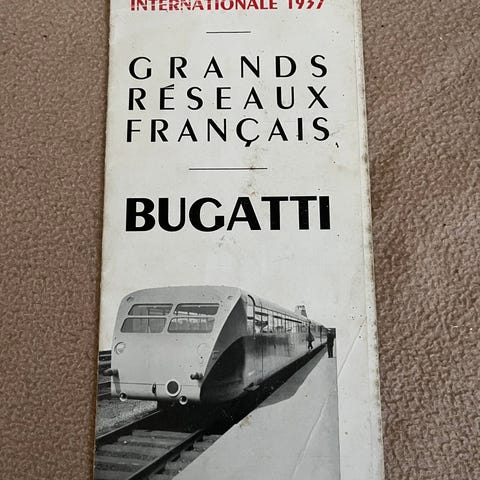 INTERNATIONALE 1937
GRANDS
RÉSEAUX
FRANÇAIS
BUGATTI